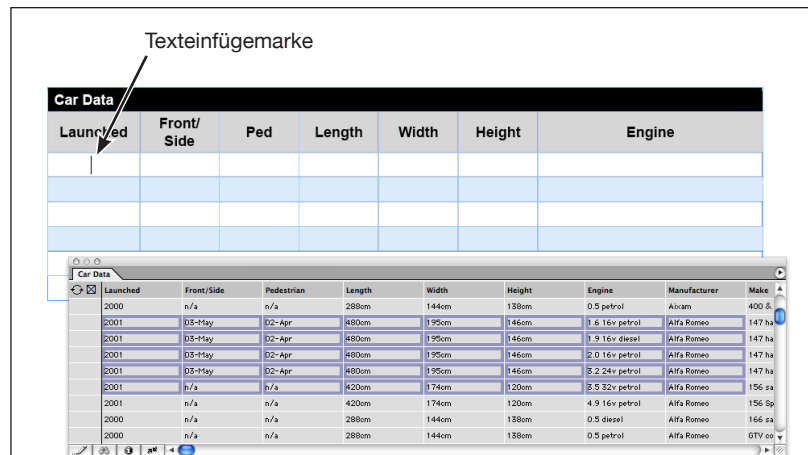 Texteinfügemarke
Car Data
Launched Front/ Side Ped Length Width Height Engine
Car Data
Launched Front/Side Pedestrian Length Width Height Engine Manufacturer Make
2000 n/a n/a 288cm 144cm 138cm 0.5 petrol Aixam 400 &
2001 03-May 02-Apr 480cm 195cm 146cm 1.6 16v petrol Alfa Romeo 147 ha
2001 03-May 02-Apr 480cm 195cm 146cm 1.9 16v diesel Alfa Romeo 147 ha
2001 03-May 02-Apr 480cm 195cm 146cm 2.0 16v petrol Alfa Romeo 147 ha
2001 03-May 02-Apr 480cm 195cm 146cm 3.2 24v petrol Alfa Romeo 147 ha
2001 n/a n/a 420cm 174cm 120cm 3.5 32v petrol Alfa Romeo 156 sa
2001 n/a n/a 420cm 174cm 120cm 4.9 16v petrol Alfa Romeo 156 Sp
2000 n/a n/a 288cm 144cm 138cm 0.5 diesel Alfa Romeo 166 sa
2000 n/a n/a 288cm 144cm 138cm 0.5 petrol Alfa Romeo GTV co